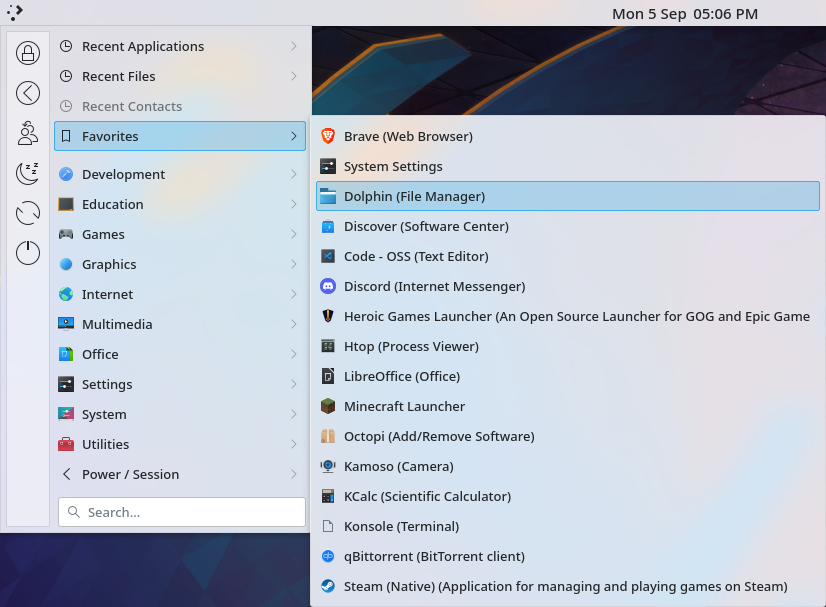 Mon 5 Sep 05:06 PM
Recent Applications
Recent Files
Recent Contacts
Favorites
Development
Education
Games
Graphics
Internet
Multimedia
Office
Settings
System
Utilities
Power / Session
Search...
Brave (Web Browser)
System Settings
Dolphin (File Manager)
Discover (Software Center)
Code - OSS (Text Editor)
Discord (Internet Messenger)
Heroic Games Launcher (An Open Source Launcher for GOG and Epic Game
Htop (Process Viewer)
LibreOffice (Office)
Minecraft Launcher
Octopi (Add/Remove Software)
Kamoso (Camera)
KCalc (Scientific Calculator)
Konsole (Terminal)
qBittorrent (BitTorrent client)
Steam (Native) (Application for managing and playing games on Steam)